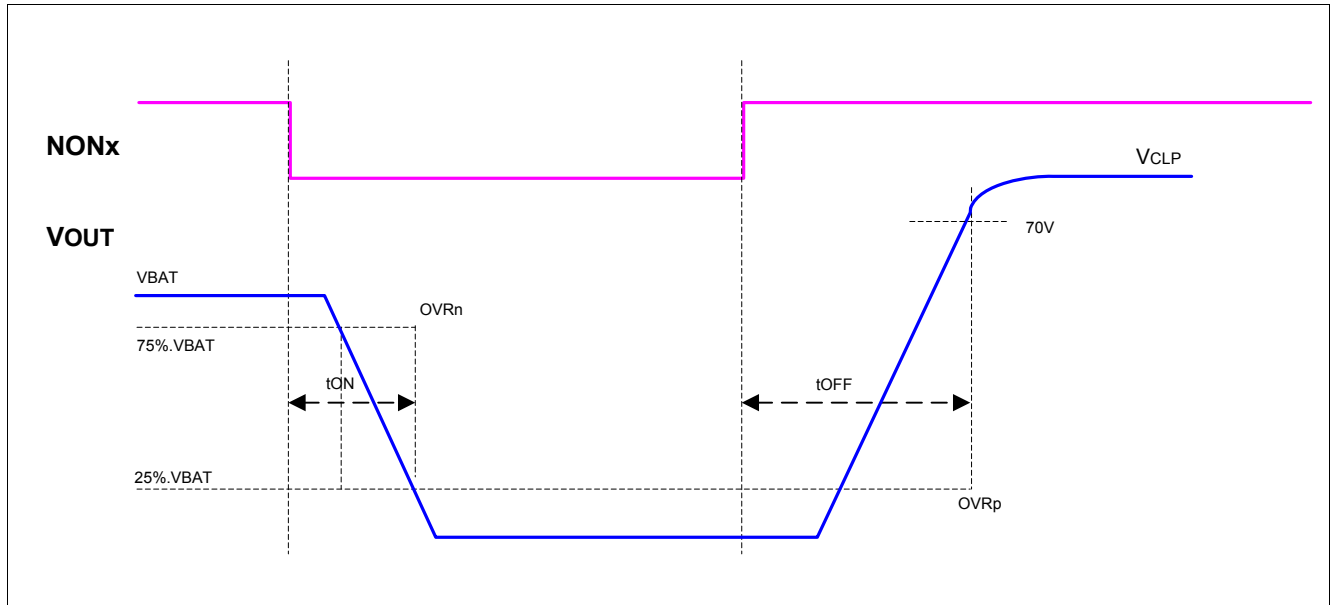 NONx
VCLP
VOUT
70V
VBAT
OVRn
75%.VBAT
tON
tOFF
25%.VBAT
OVRp